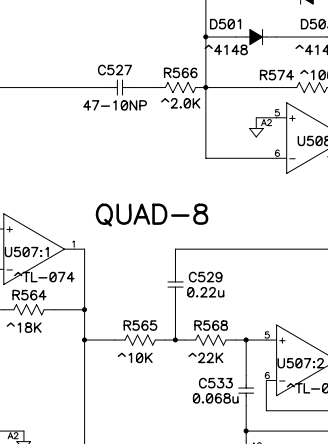 D501
D50
^4148
^414
C527
R566
R574
^10
47-10NP
^2.0K
5
+
A2
U508
6
-
QUAD-8
+
1
U507:1
-
^TL-074
C529
0.22u
R564
^18K
R565
R568
5
+
^10K
^22K
U507:2
C533
6
-
^TL-0
0.068u
A2